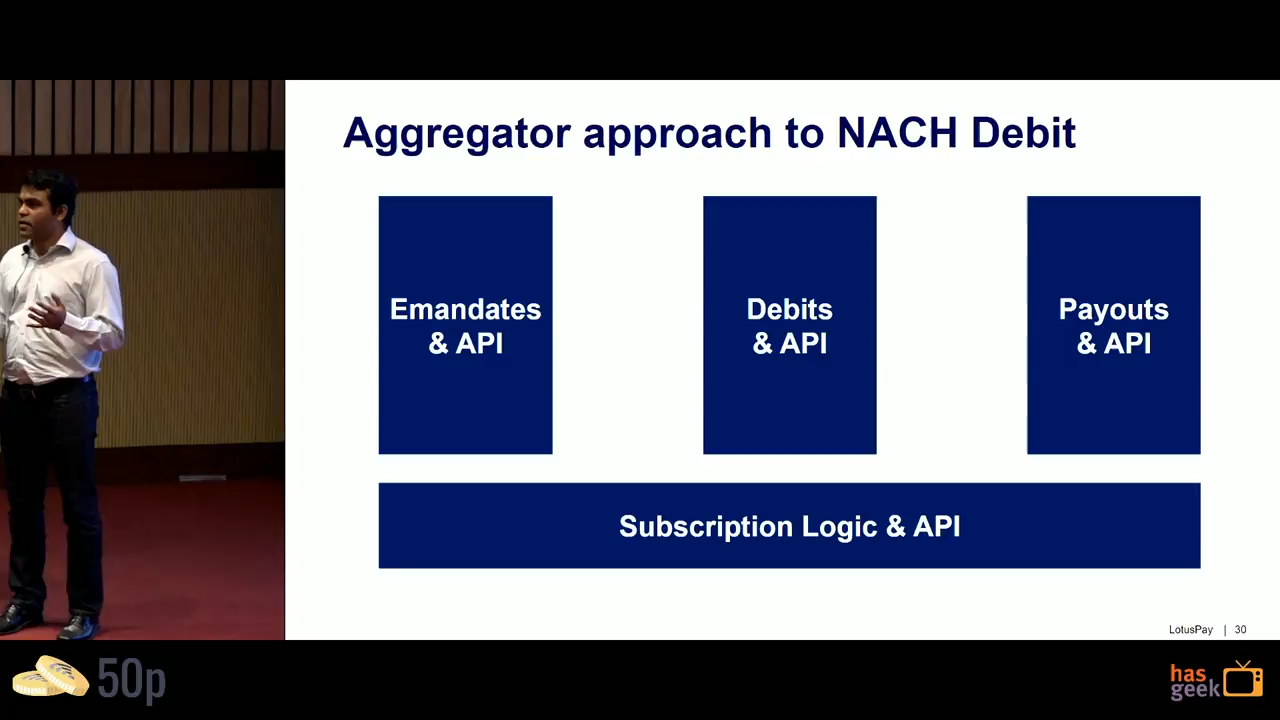 Aggregator approach to NACH Debit
Emandates
& API
Debits
& API
Payouts
& API
Subscription Logic & API
LotusPay | 30
50p
has
geek